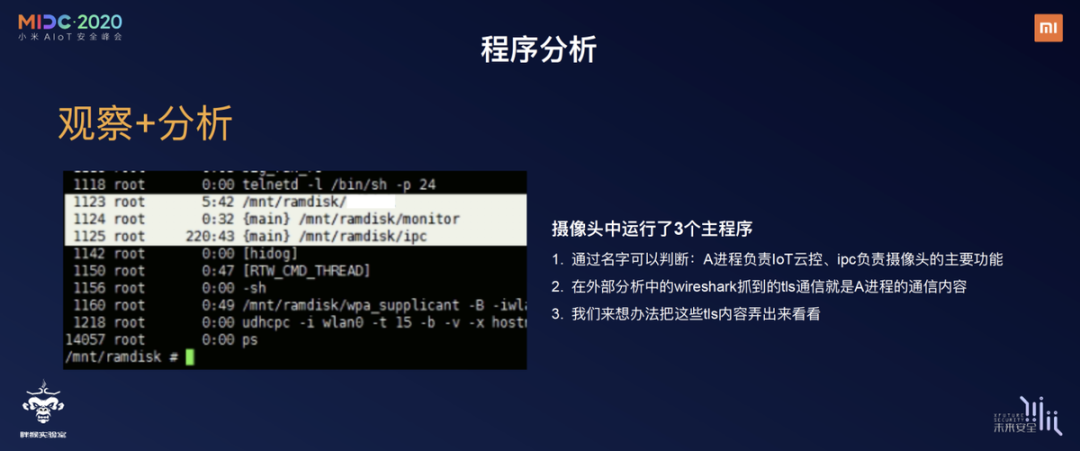 MIDC·2020
小米 AIoT 安全峰会
程序分析
观察+分析
1118 root 0:00 telnetd -l /bin/sh -p 24
1123 root 5:42 /mnt/ramdisk/
1124 root 0:32 {main} /mnt/ramdisk/monitor
1125 root 220:43 {main} /mnt/ramdisk/ipc
1142 root 0:00 [hidog]
1150 root 0:47 [RTW_CMD_THREAD]
1156 root 0:00 -sh
1160 root 0:49 /mnt/ramdisk/wpa_supplicant -B -iwla
1218 root 0:00 udhcpc -i wlan0 -t 15 -b -v -x hostn
14057 root 0:00 ps
/mnt/ramdisk #
摄像头中运行了3个主程序
1. 通过名字可以判断：A进程负责IoT云控、ipc负责摄像头的主要功能
2. 在外部分析中的wireshark抓到的tls通信就是A进程的通信内容
3. 我们来想办法把这些tls内容弄出来看看
胖猴实验室
未来安全